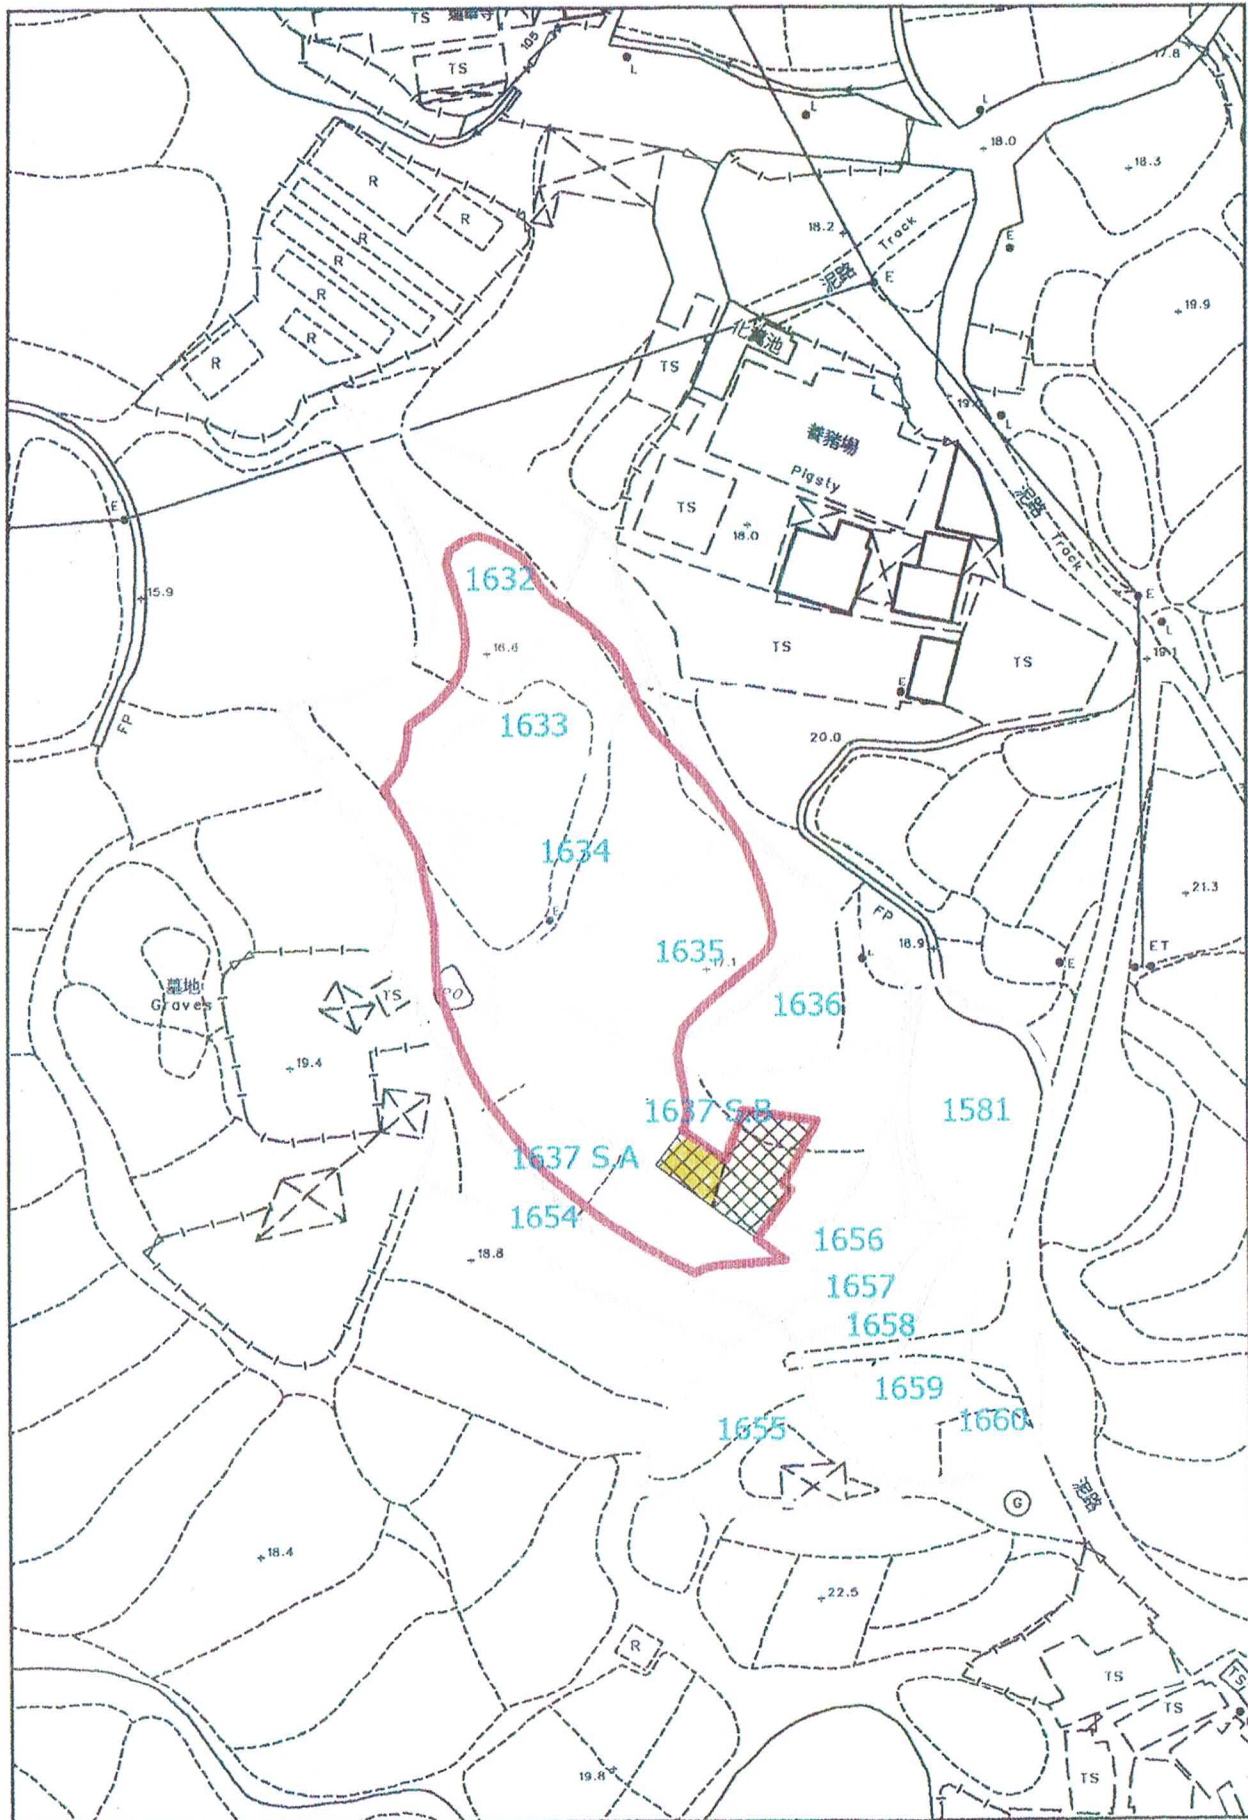 TS
105
TS
L
L
L
17.8
18.0
18.3
R
R
R
R
R
R
R
18.2
Track
泥路
E
E
19.9
化糞池
TS
L
養豬場
Pigsty
TS
18.0
泥路
Track
E
15.9
1632
16.6
E
L
19.1
TS
TS
E
FP
1633
20.0
1634
E
21.3
FP
18.9
1635
17.1
L
E
ET
墓地
Graves
TS
PO
1636
19.4
1637 S.B
1581
1637 S.A
1654
18.8
1656
1657
1658
1659
1655
1660
G
泥路
18.4
22.5
R
TS
TS
TS
TS
19.8